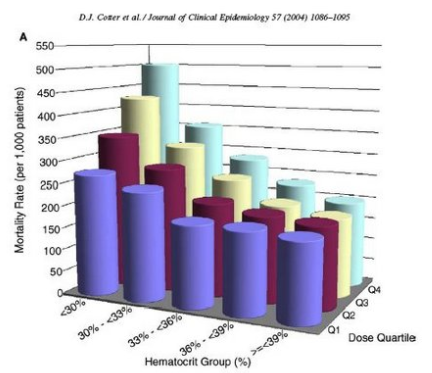 D.J. Cotter et al. / Journal of Clinical Epidemiology 57 (2004) 1086–1095
A
Mortality Rate (per 1,000 patients)
550
500
450
400
350
300
250
200
150
100
50
0
<30%
30% - <33%
33% - <36%
36% - <39%
>=<39%
Q1
Q2
Q3
Q4
Dose Quartile
Hematocrit Group (%)